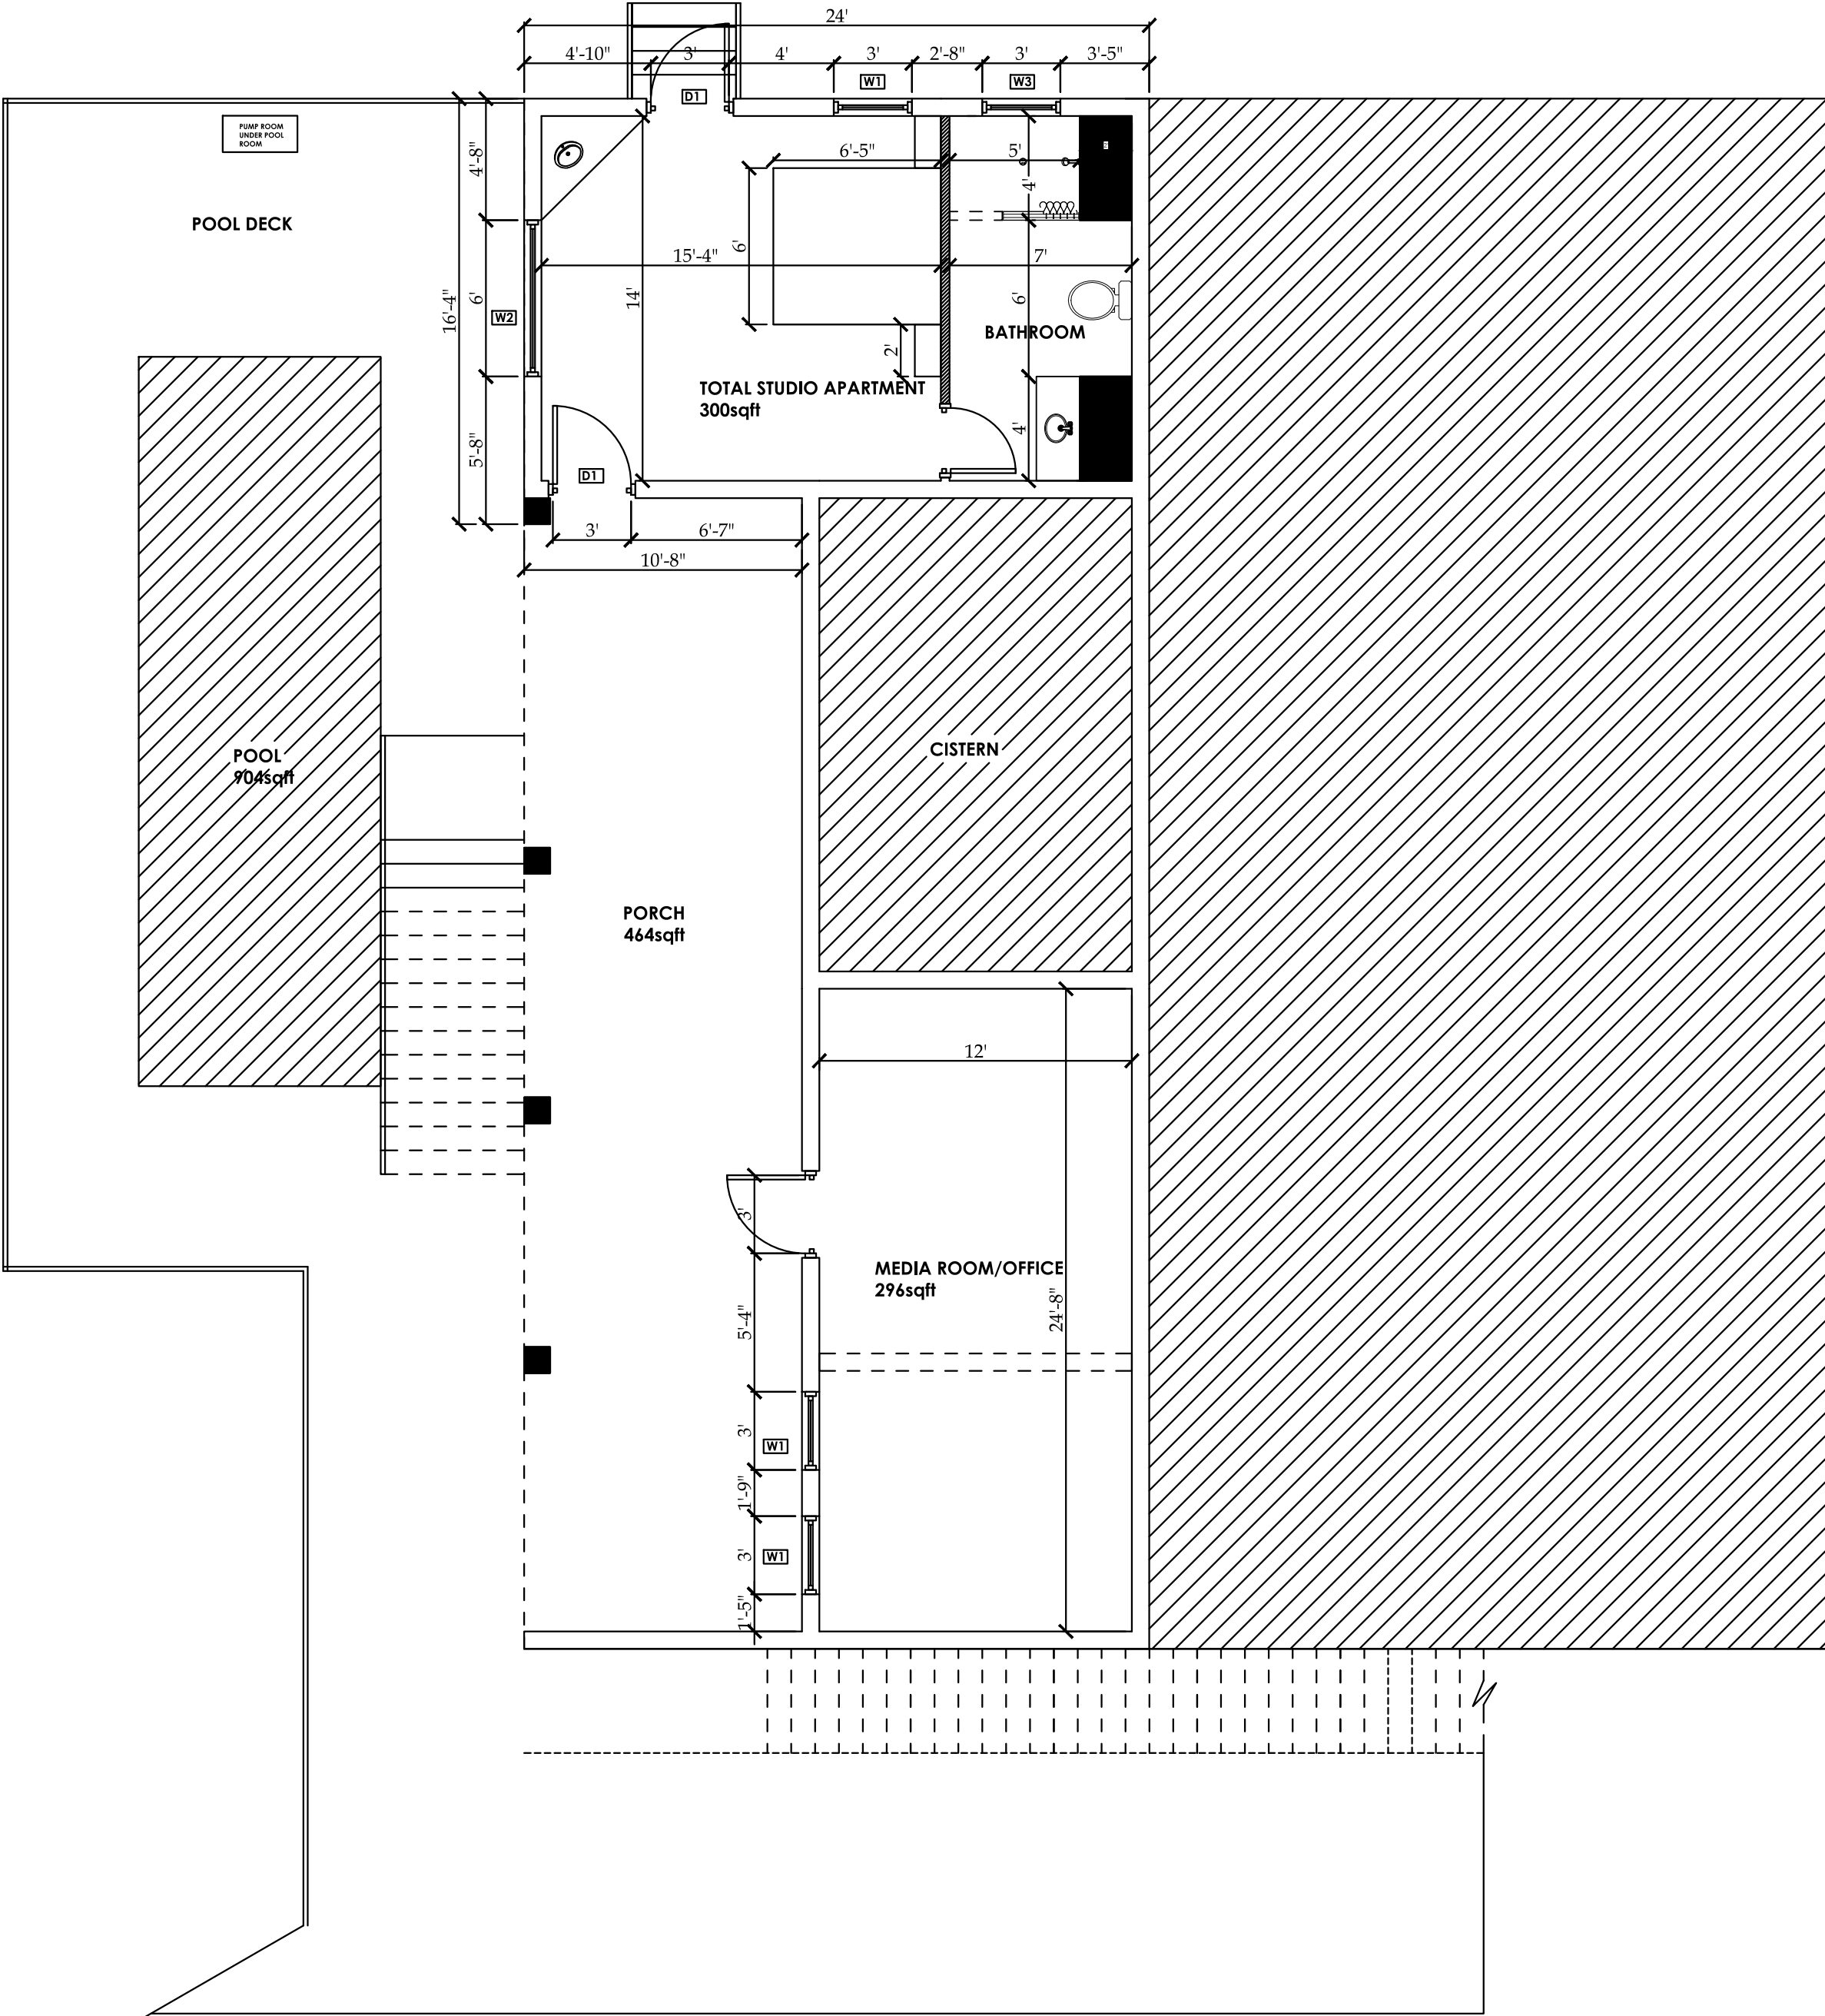 24'
4'-10"
3'
4'
3'
2'-8"
3'
3'-5"
W1
W3
D1
PUMP ROOM
UNDER POOL
ROOM
4'-8"
6'-5"
5'
4'
POOL DECK
6'
15'-4"
7'
16'-4"
6'
14'
6'
W2
BATHROOM
2'
TOTAL STUDIO APARTMENT
300sqft
5'-8"
4'
D1
3'
6'-7"
10'-8"
POOL
904sqft
CISTERN
PORCH
464sqft
12'
3'
MEDIA ROOM/OFFICE
296sqft
24'-8"
5'-4"
3'
W1
1'-9"
3'
W1
1'-5"